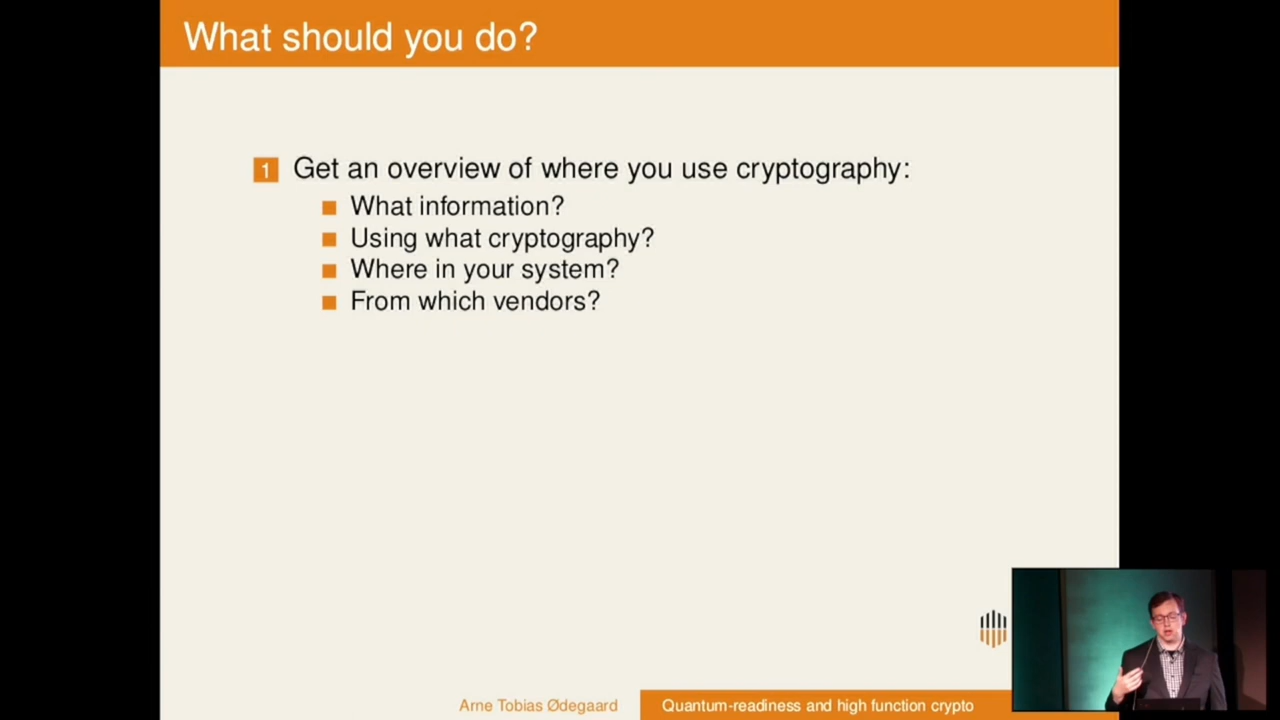 What should you do?
1 Get an overview of where you use cryptography:
What information?
Using what cryptography?
Where in your system?
From which vendors?
Arne Tobias Ødegaard
Quantum-readiness and high function crypto